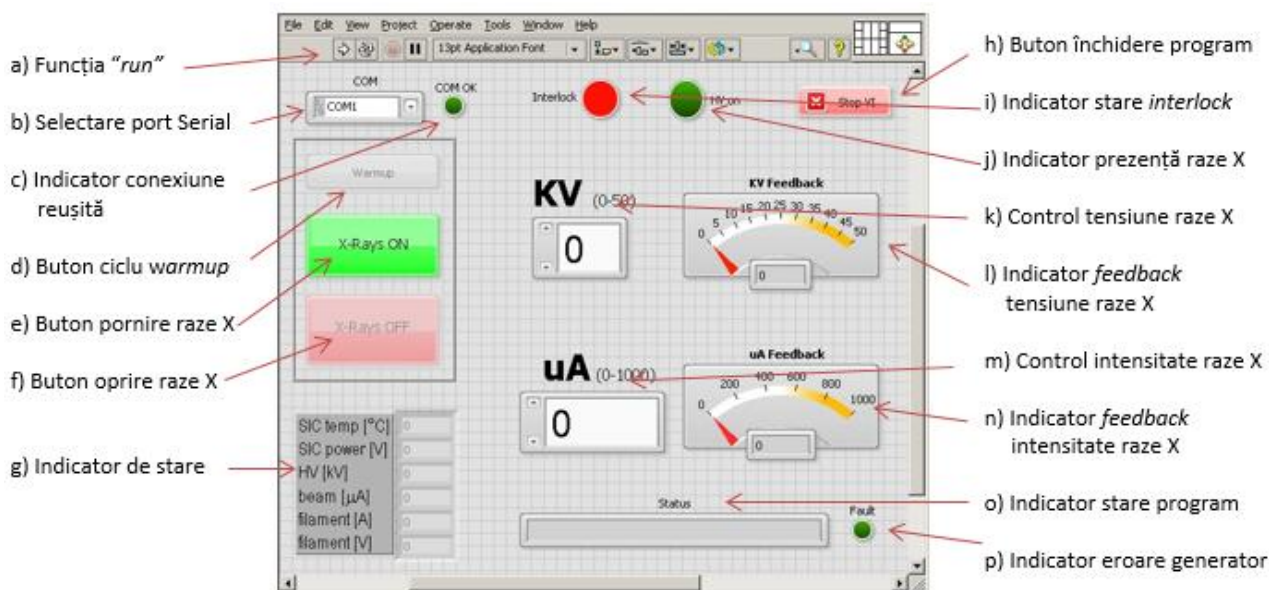 a) Funcția “run”
b) Selectare port Serial
c) Indicator conexiune
reușită
d) Buton ciclu warmup
e) Buton pornire raze X
f) Buton oprire raze X
g) Indicator de stare
File Edit View Project Operate Tools Window Help
13pt Application Font
COM
COM1
COM OK
Interlock
HV on
Stop VI
Warmup
X-Rays ON
X-Rays OFF
KV (0-50)
0
KV Feedback
0 5 10 15 20 25 30 35 40 45 50
0
uA (0-1000)
0
uA Feedback
0 200 400 600 800 1000
0
SIC temp [°C] 0
SIC power [V] 0
HV [kV] 0
beam [µA] 0
filament [A] 0
filament [V] 0
Status
Fault
h) Buton închidere program
i) Indicator stare interlock
j) Indicator prezență raze X
k) Control tensiune raze X
l) Indicator feedback
tensiune raze X
m) Control intensitate raze X
n) Indicator feedback
intensitate raze X
o) Indicator stare program
p) Indicator eroare generator